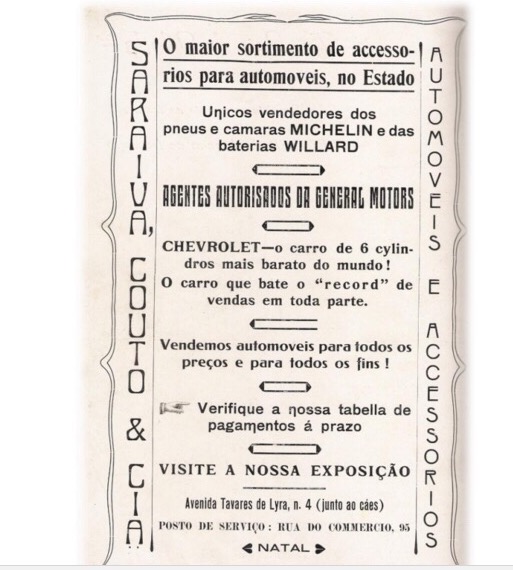 SARAIVA, COUTO & CIA.
O maior sortimento de accesso-
rios para automoveis, no Estado
Unicos vendedores dos
pneus e camaras MICHELIN e das
baterias WILLARD
AGENTES AUTORISADOS DA GENERAL MOTORS
CHEVROLET—o carro de 6 cylin-
dros mais barato do mundo!
O carro que bate o “record” de
vendas em toda parte.
Vendemos automoveis para todos os
preços e para todos os fins!
Verifique a nossa tabella de
pagamentos á prazo
VISITE A NOSSA EXPOSIÇÃO
Avenida Tavares de Lyra, n. 4 (junto ao cáes)
POSTO DE SERVIÇO: RUA DO COMMERCIO, 95
NATAL
AUTOMOVEIS E ACCESSORIOS